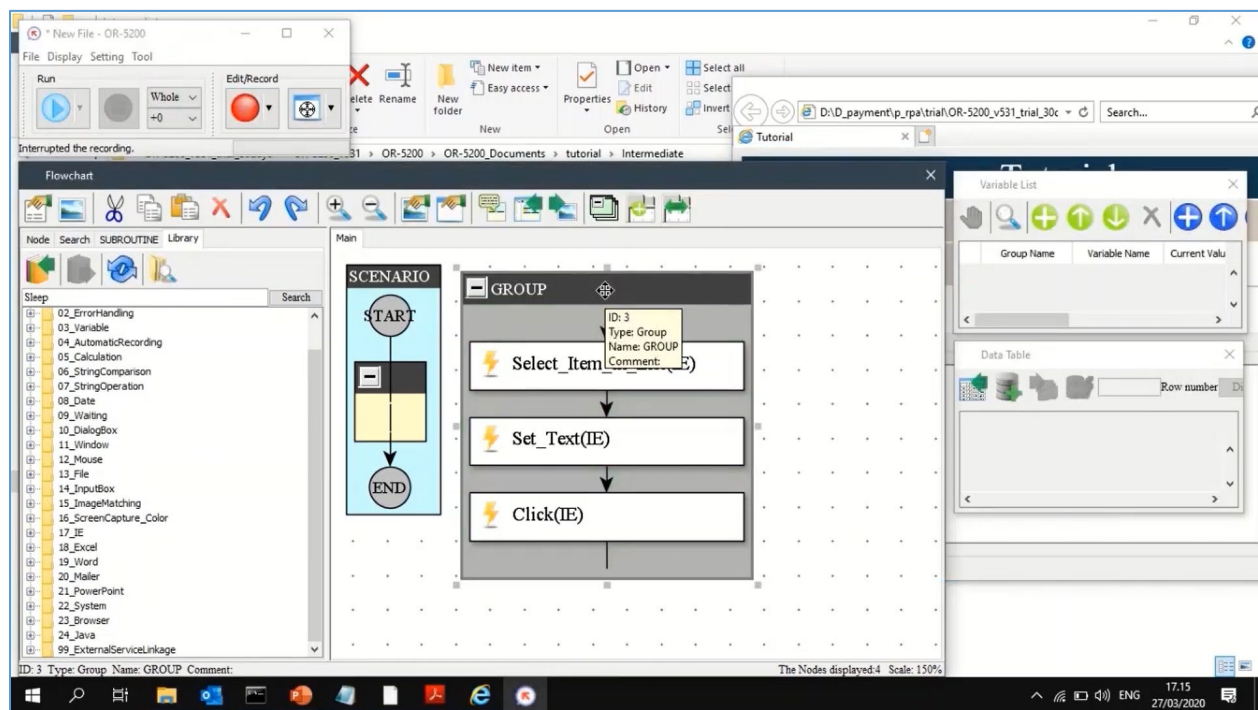 * New File - OR-5200
File Display Setting Tool
Run
Edit/Record
Whole
+0
Interrupted the recording.
elete Rename
New folder
New item
Easy access
New
Properties
Open
Edit
History
Open
Select all
Select
Invert
Sel
OR-5200 > OR-5200_Documents > tutorial > Intermediate
D:\D_payment\p_rpa\trial\OR-5200_v531_trial_30c
Search...
Tutorial
Flowchart
Node Search SUBROUTINE Library
Main
Sleep
Search
02_ErrorHandling
03_Variable
04_AutomaticRecording
05_Calculation
06_StringComparison
07_StringOperation
08_Date
09_Waiting
10_DialogBox
11_Window
12_Mouse
13_File
14_InputBox
15_ImageMatching
16_ScreenCapture_Color
17_IE
18_Excel
19_Word
20_Mailer
21_PowerPoint
22_System
23_Browser
24_Java
99_ExternalServiceLinkage
SCENARIO
START
END
GROUP
ID: 3
Type: Group
Name: GROUP
Comment:
Select_Item_
E)
Set_Text(IE)
Click(IE)
ID: 3 Type: Group Name: GROUP Comment:
The Nodes displayed:4 Scale: 150%
Variable List
Group Name Variable Name Current Valu
Data Table
Row number
ENG
17.15
27/03/2020